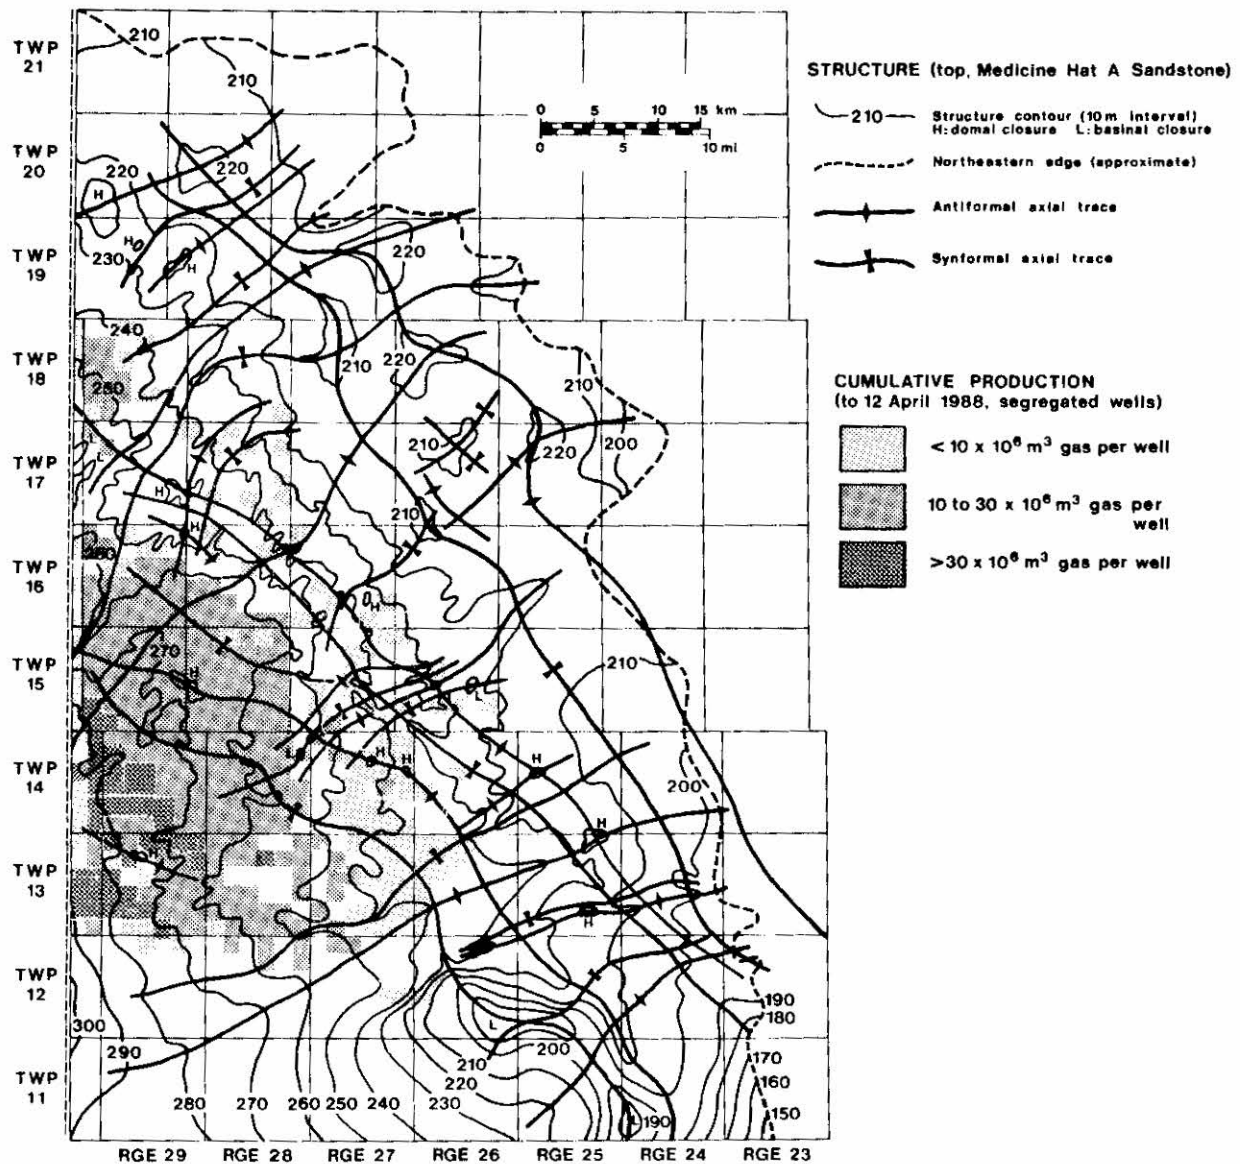 TWP
21
TWP
20
TWP
19
TWP
18
TWP
17
TWP
16
TWP
15
TWP
14
TWP
13
TWP
12
TWP
11
RGE 29 RGE 28 RGE 27 RGE 26 RGE 25 RGE 24 RGE 23
0 5 10 15 km
0 5 10 mi
STRUCTURE (top, Medicine Hat A Sandstone)
210 Structure contour (10 m interval)
H: domal closure L: basinal closure
Northeastern edge (approximate)
Antiformal axial trace
Synformal axial trace
CUMULATIVE PRODUCTION
(to 12 April 1988, segregated wells)
< 10 x 10⁶ m³ gas per well
10 to 30 x 10⁶ m³ gas per
well
>30 x 10⁶ m³ gas per well
210
210
220
220
H
H
230
H
220
240
210
220
210
L
210
220
200
H
H
210
H
270
H
L
210
L
H
H
H
200
H
H
H
L
190
180
300
290
200
210
220
170
160
150
280 270 260 250 240 230
L 190